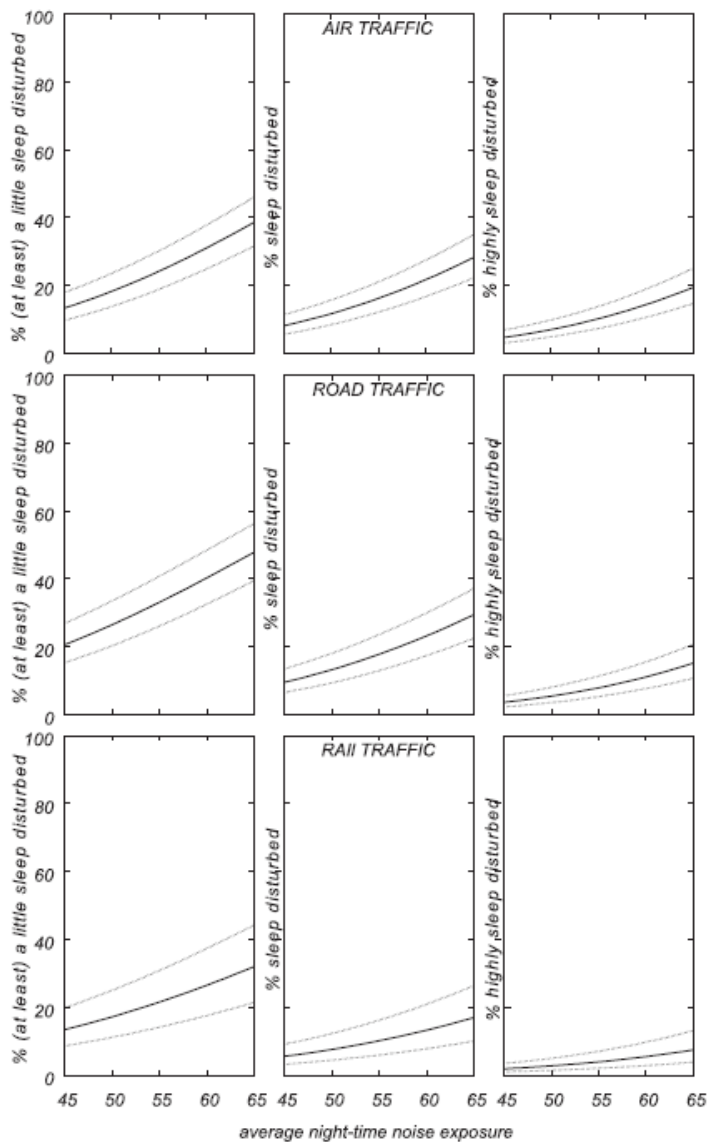 AIR TRAFFIC
% (at least) a little sleep disturbed
100
80
60
40
20
0
% sleep disturbed
% highly sleep disturbed
ROAD TRAFFIC
% (at least) a little sleep disturbed
100
80
60
40
20
0
% sleep disturbed
% highly sleep disturbed
RAIl TRAFFIC
% (at least) a little sleep disturbed
100
80
60
40
20
0
% sleep disturbed
% highly sleep disturbed
45 50 55 60 65 45 50 55 60 65 45 50 55 60 65
average night-time noise exposure